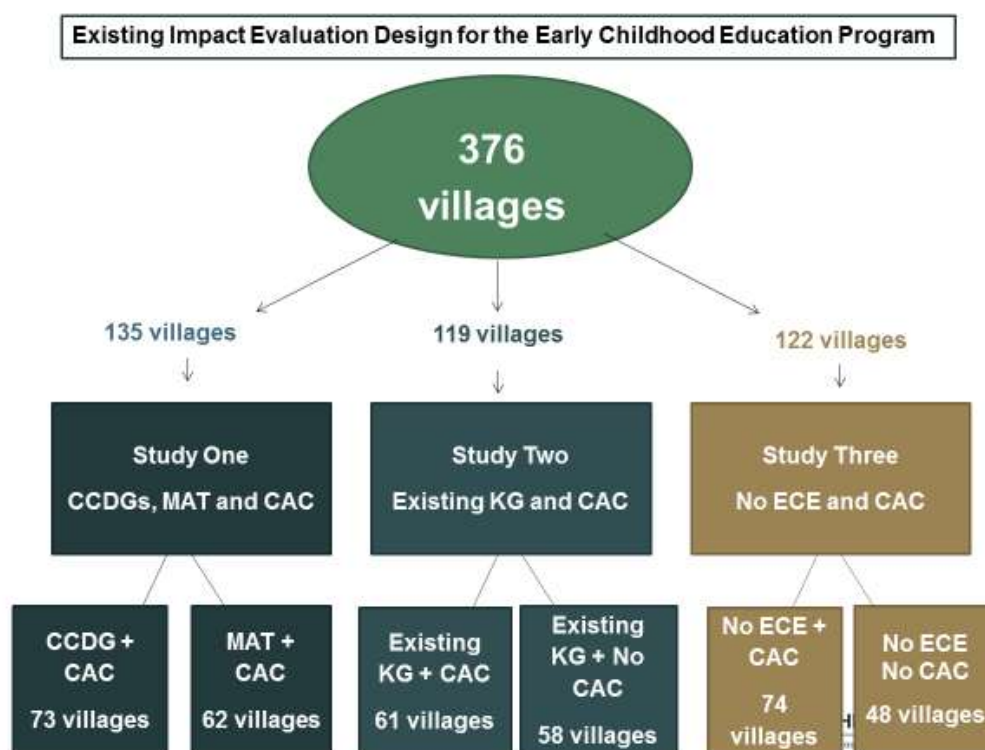 Existing Impact Evaluation Design for the Early Childhood Education Program
376
villages
135 villages
119 villages
122 villages
Study One
CCDGs, MAT and CAC
Study Two
Existing KG and CAC
Study Three
No ECE and CAC
CCDG +
CAC
73 villages
MAT +
CAC
62 villages
Existing
KG + CAC
61 villages
Existing
KG + No
CAC
58 villages
No ECE +
CAC
74
villages
No ECE
No CAC
48 villages